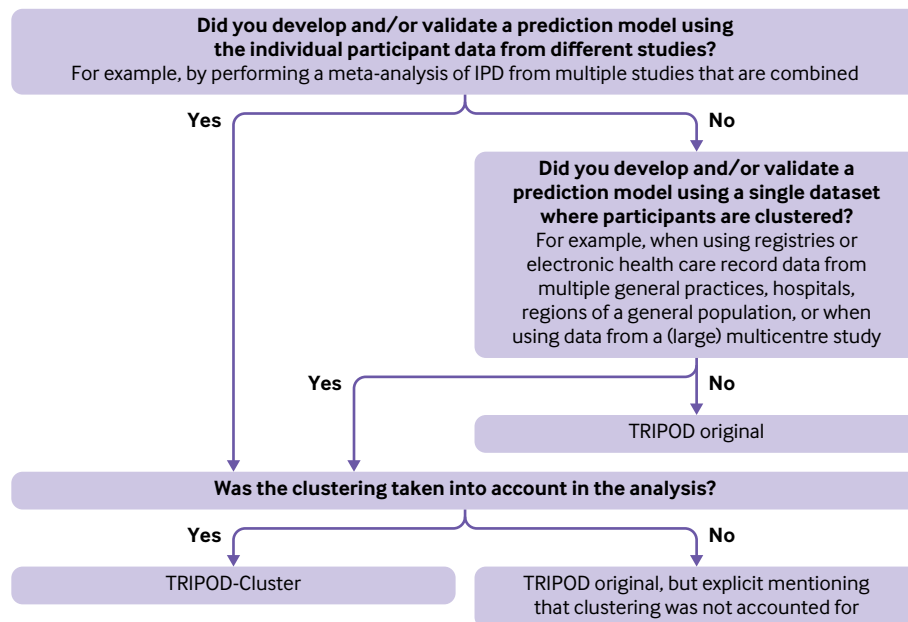 Did you develop and/or validate a prediction model using
the individual participant data from different studies?
For example, by performing a meta-analysis of IPD from multiple studies that are combined
Yes
No
Did you develop and/or validate a
prediction model using a single dataset
where participants are clustered?
For example, when using registries or
electronic health care record data from
multiple general practices, hospitals,
regions of a general population, or when
using data from a (large) multicentre study
Yes
No
TRIPOD original
Was the clustering taken into account in the analysis?
Yes
No
TRIPOD-Cluster
TRIPOD original, but explicit mentioning
that clustering was not accounted for